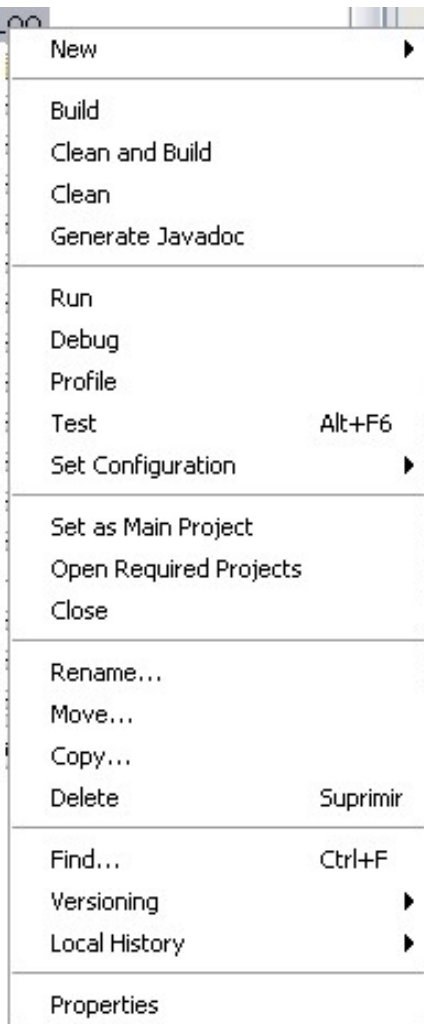 New
Build
Clean and Build
Clean
Generate Javadoc
Run
Debug
Profile
Test Alt+F6
Set Configuration
Set as Main Project
Open Required Projects
Close
Rename...
Move...
Copy...
Delete Suprimir
Find... Ctrl+F
Versioning
Local History
Properties